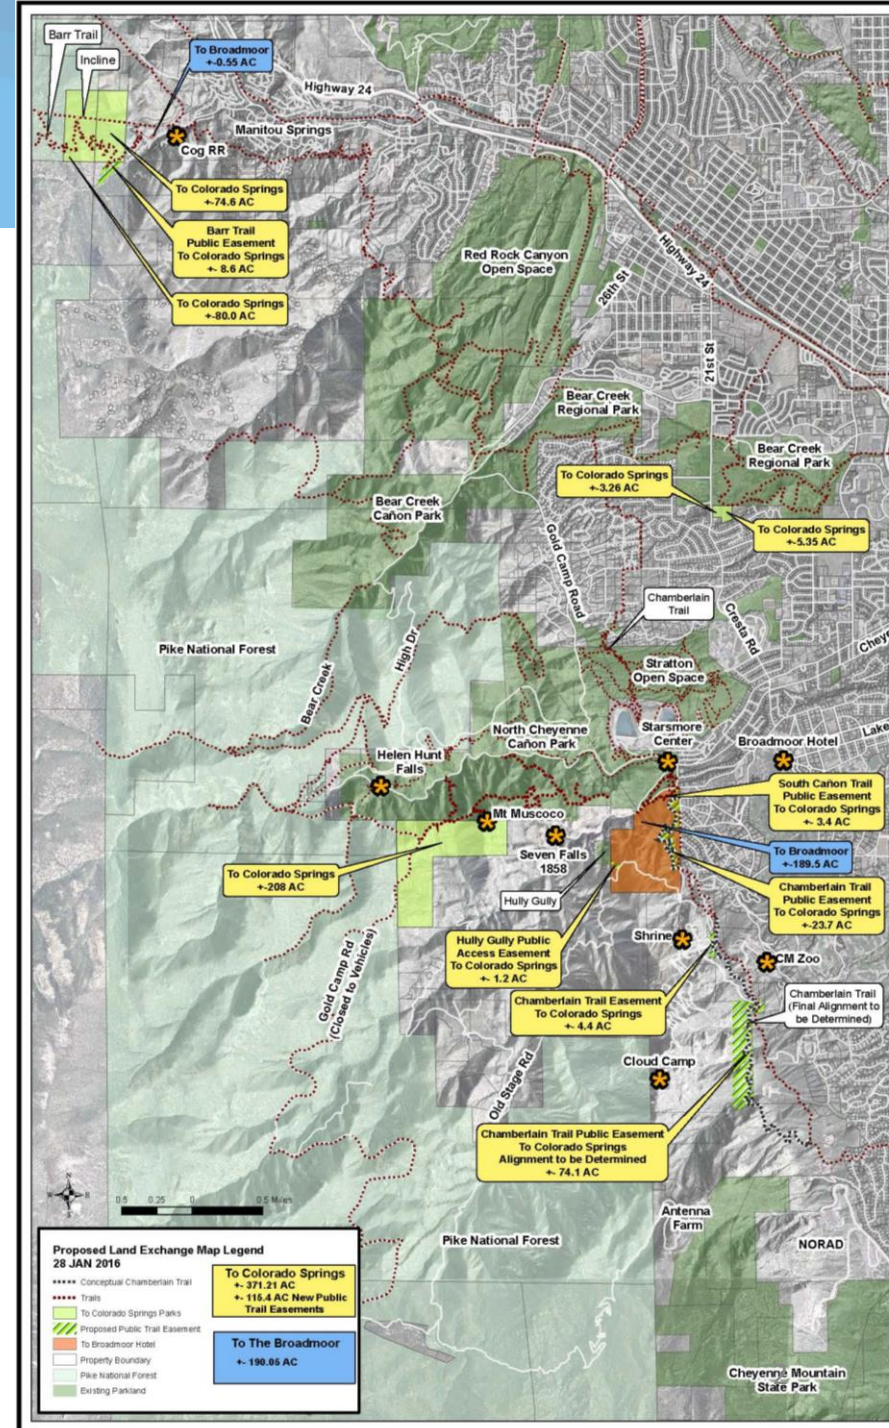 Barr Trail
Incline
To Broadmoor
+-0.55 AC
Highway 24
Manitou Springs
Cog RR
To Colorado Springs
+-74.6 AC
Barr Trail
Public Easement
To Colorado Springs
+- 8.6 AC
To Colorado Springs
+-80.0 AC
Red Rock Canyon
Open Space
26th St
Highway 24
21st St
Bear Creek
Regional Park
Bear Creek
Regional Park
To Colorado Springs
+-3.26 AC
To Colorado Springs
+-5.35 AC
Bear Creek
Cañon Park
Gold Camp Road
Chamberlain
Trail
Cresta Rd
Pike National Forest
Bear Creek
High Dr
Stratton
Open Space
North Cheyenne
Cañon Park
Starsmore
Center
Broadmoor Hotel
Lake
Helen Hunt
Falls
South Cañon Trail
Public Easement
To Colorado Springs
+- 3.4 AC
Mt Muscoco
Seven Falls
1858
To Broadmoor
+-189.5 AC
To Colorado Springs
+-208 AC
Hully Gully
Chamberlain Trail
Public Easement
To Colorado Springs
+-23.7 AC
Hully Gully Public
Access Easement
To Colorado Springs
+- 1.2 AC
Shrine
CM Zoo
Gold Camp Rd
(Closed to Vehicles)
Chamberlain Trail Easement
To Colorado Springs
+- 4.4 AC
Chamberlain Trail
(Final Alignment to
be Determined)
Old Stage Rd
Cloud Camp
Chamberlain Trail Public Easement
To Colorado Springs
Alignment to be Determined
+- 74.1 AC
N
W
E
S
0.5 0.25 0 0.5 Miles
Antenna
Farm
Pike National Forest
NORAD
Cheyenne Mountain
State Park
Proposed Land Exchange Map Legend
28 JAN 2016
Conceptual Chamberlain Trail
Trails
To Colorado Springs Parks
Proposed Public Trail Easement
To Broadmoor Hotel
Property Boundary
Pike National Forest
Existing Parkland
To Colorado Springs
+- 371.21 AC
+- 115.4 AC New Public
Trail Easements
To The Broadmoor
+- 190.05 AC